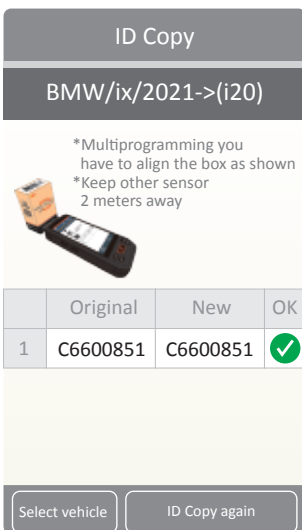 ID Copy
BMW/ix/2021->(i20)
*Multiprogramming you
have to align the box as shown
*Keep other sensor
2 meters away
Original New OK
1 C6600851 C6600851
Select vehicle ID Copy again